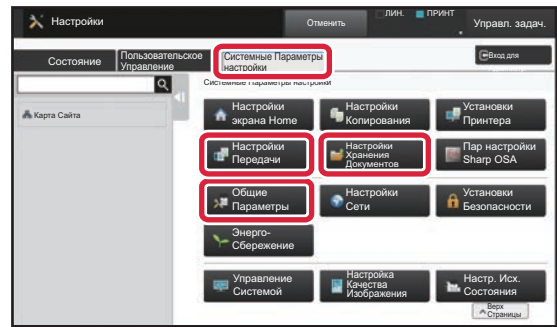 Настройки
Отменить
ЛИН.
ПРИНТ
Управл. задач.
Состояние
Пользовательское
Управление
Системные Параметры
настройки
Вход для
Системные Параметры настройки
Карта Сайта
Настройки
экрана Home
Настройки
Копирования
Установки
Принтера
Настройки
Передачи
Настройки
Хранения
Документов
Пар настройки
Sharp OSA
Общие
Параметры
Настройки
Сети
Установки
Безопасности
Энерго-
Сбережение
Управление
Системой
Настройка
Качества
Изображения
Настр. Исх.
Состояния
Верх
Страницы